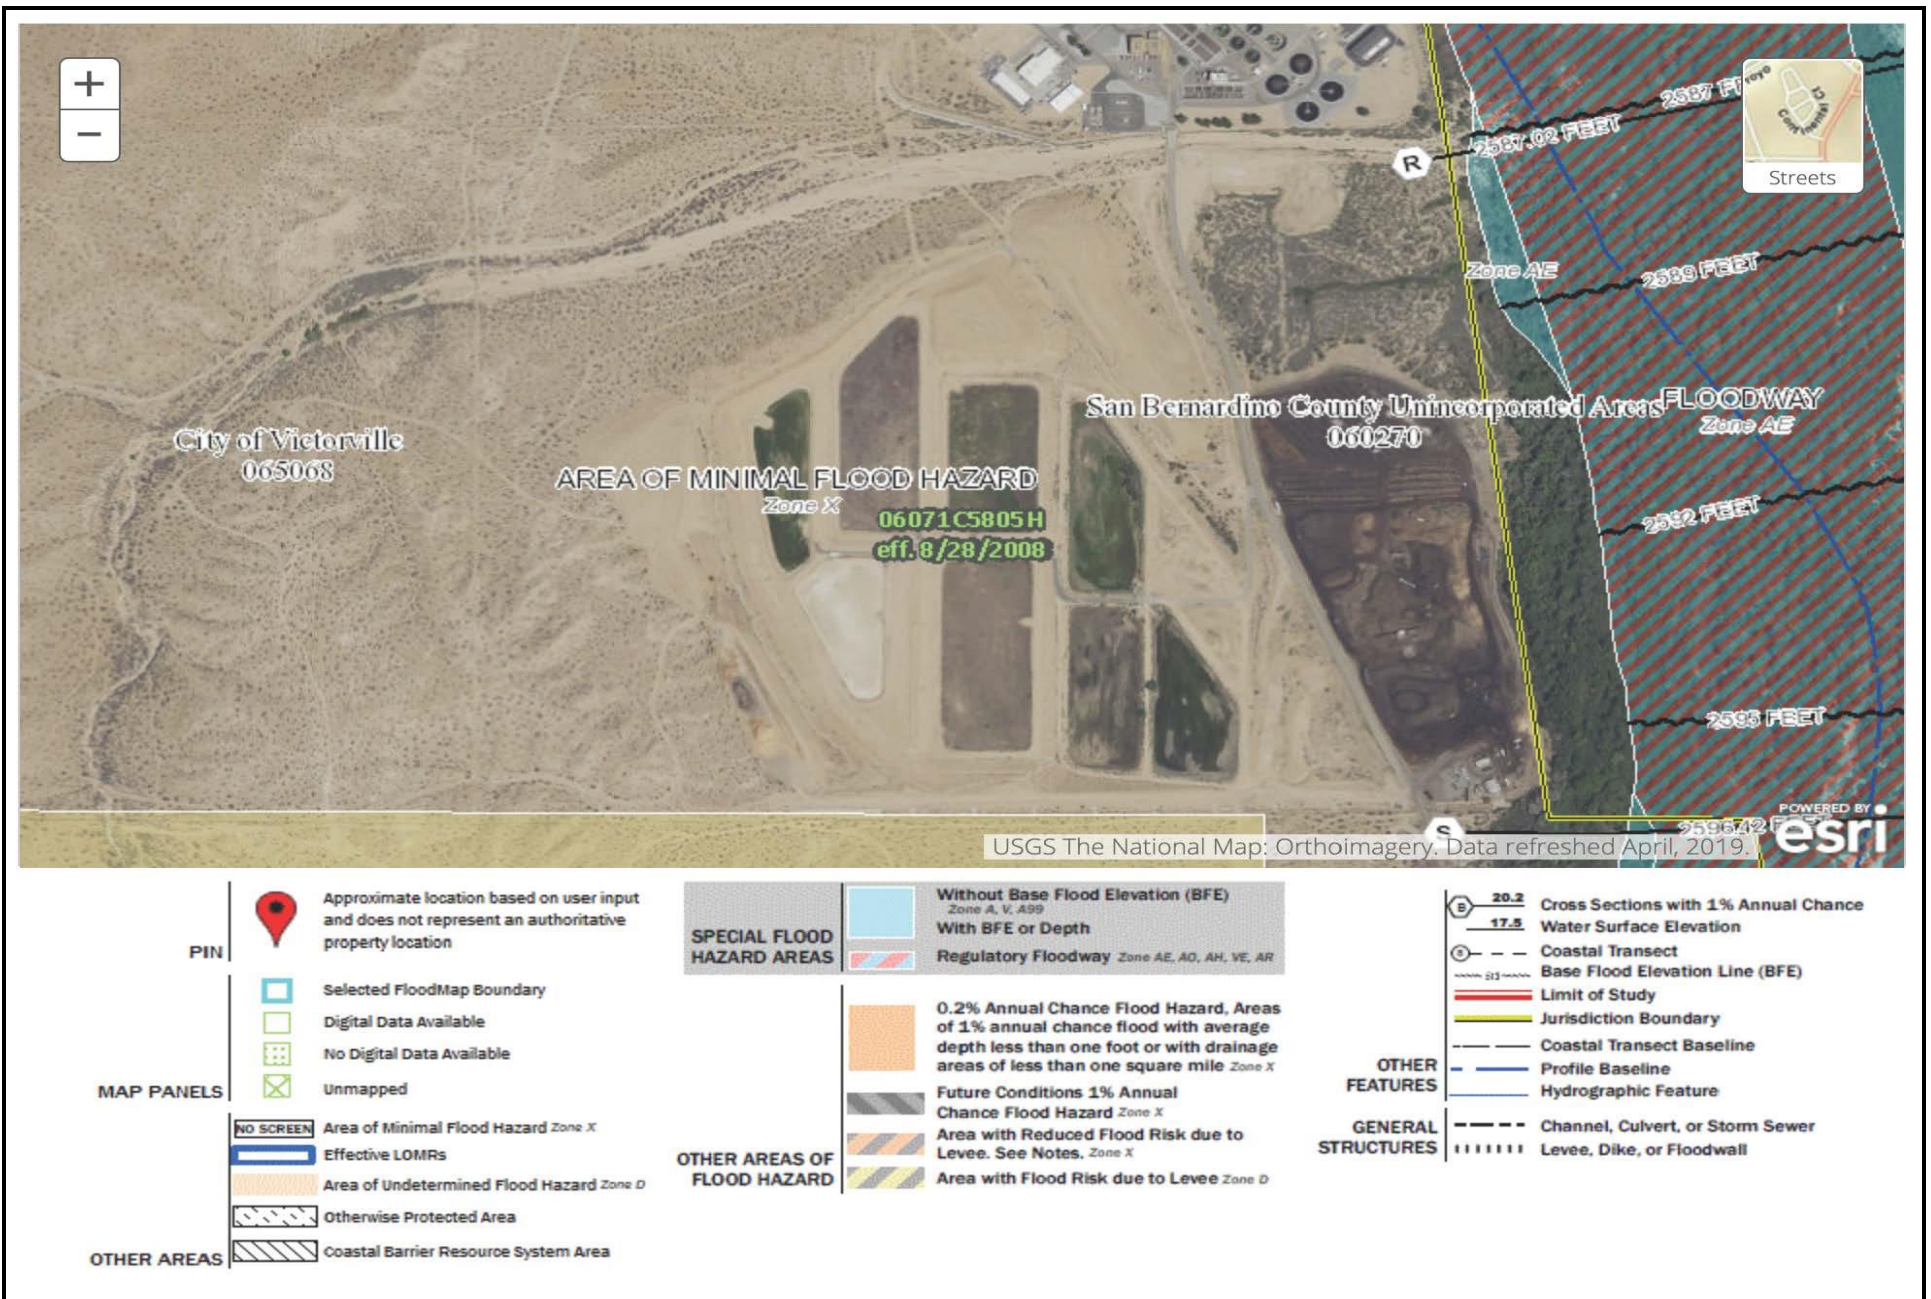 +
−
2587 F
2587.02 FEET
R
Streets
Zone AE
2589 FEET
San Bernardino County Unincorporated Areas
060270
FLOODWAY
Zone AE
City of Victorville
065068
AREA OF MINIMAL FLOOD HAZARD
Zone X
06071C5805H
eff. 8/28/2008
2592 FEET
2595 FEET
S
POWERED BY
esri
USGS The National Map: Orthoimagery. Data refreshed April, 2019.
PIN
Approximate location based on user input
and does not represent an authoritative
property location
MAP PANELS
Selected FloodMap Boundary
Digital Data Available
No Digital Data Available
Unmapped
OTHER AREAS
NO SCREEN Area of Minimal Flood Hazard Zone X
Effective LOMRs
Area of Undetermined Flood Hazard Zone D
Otherwise Protected Area
Coastal Barrier Resource System Area
SPECIAL FLOOD
HAZARD AREAS
Without Base Flood Elevation (BFE)
Zone A, V, A99
With BFE or Depth
Regulatory Floodway Zone AE, AO, AH, VE, AR
OTHER AREAS OF
FLOOD HAZARD
0.2% Annual Chance Flood Hazard, Areas
of 1% annual chance flood with average
depth less than one foot or with drainage
areas of less than one square mile Zone X
Future Conditions 1% Annual
Chance Flood Hazard Zone X
Area with Reduced Flood Risk due to
Levee. See Notes. Zone X
Area with Flood Risk due to Levee Zone D
OTHER
FEATURES
B 20.2 Cross Sections with 1% Annual Chance
17.5 Water Surface Elevation
Coastal Transect
Base Flood Elevation Line (BFE)
Limit of Study
Jurisdiction Boundary
Coastal Transect Baseline
Profile Baseline
Hydrographic Feature
GENERAL
STRUCTURES
Channel, Culvert, or Storm Sewer
Levee, Dike, or Floodwall